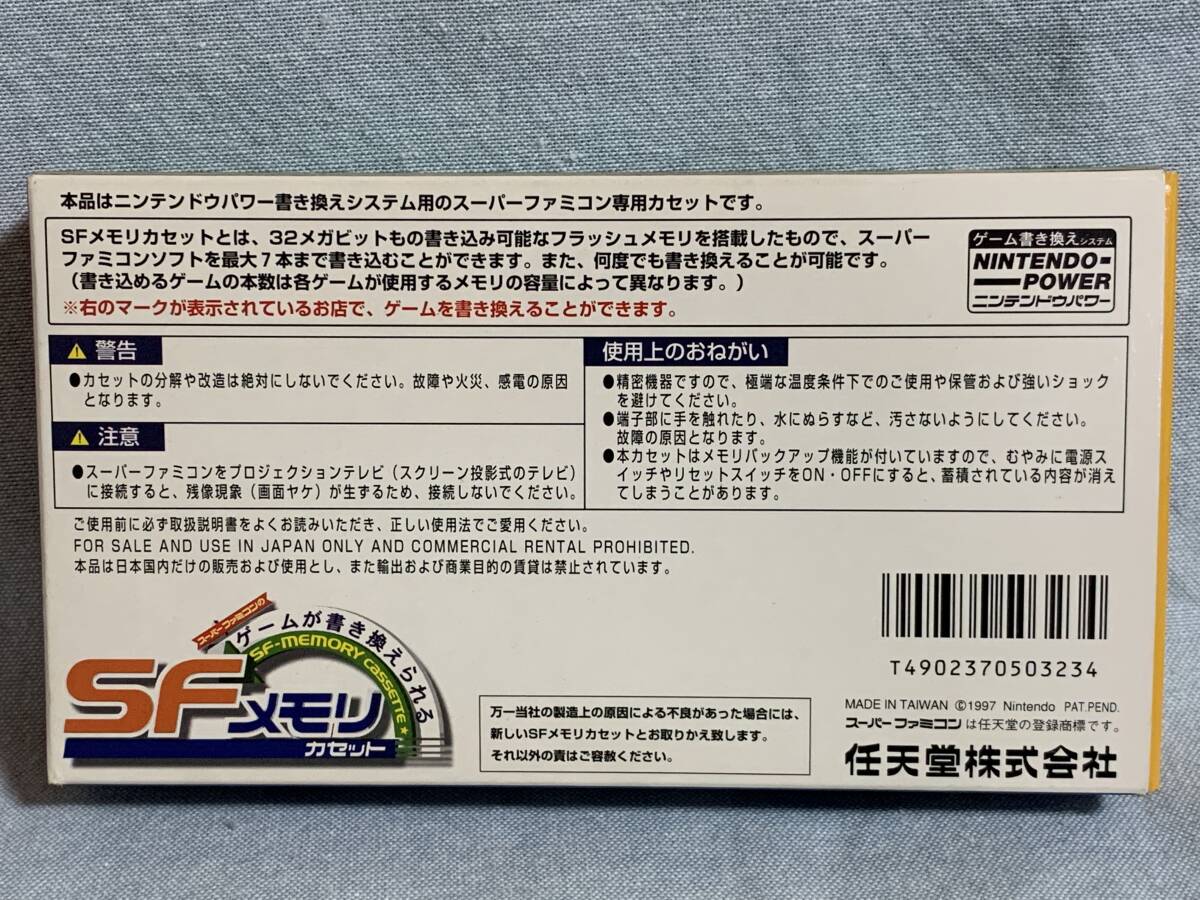 本品はニンテンドウパワー書き換えシステム用のスーパーファミコン専用カセットです。
SFメモリカセットとは、32メガビットもの書き込み可能なフラッシュメモリを搭載したもので、スーパー
ファミコンソフトを最大7本まで書き込むことができます。また、何度でも書き換えることが可能です。
（書き込めるゲームの本数は各ゲームが使用するメモリの容量によって異なります。）
※右のマークが表示されているお店で、ゲームを書き換えることができます。
ゲーム書き換えシステム
NINTENDO-
POWER
ニンテンドウパワー
警告
●カセットの分解や改造は絶対にしないでください。故障や火災、感電の原因
となります。
注意
●スーパーファミコンをプロジェクションテレビ（スクリーン投影式のテレビ）
に接続すると、残像現象（画面ヤケ）が生ずるため、接続しないでください。
使用上のおねがい
●精密機器ですので、極端な温度条件下でのご使用や保管および強いショック
を避けてください。
●端子部に手を触れたり、水にぬらすなど、汚さないようにしてください。
故障の原因となります。
●本カセットはメモリバックアップ機能が付いていますので、むやみに電源ス
イッチやリセットスイッチをON・OFFにすると、蓄積されている内容が消え
てしまうことがあります。
ご使用前に必ず取扱説明書をよくお読みいただき、正しい使用法でご愛用ください。
FOR SALE AND USE IN JAPAN ONLY AND COMMERCIAL RENTAL PROHIBITED.
本品は日本国内だけの販売および使用とし、また輸出および商業目的の賃貸は禁止されています。
スーパーファミコンの
ゲームが書き換えられる
SF-MEMORY CASSETTE★
SFメモリ
カセット
万一当社の製造上の原因による不良があった場合には、
新しいSFメモリカセットとお取りかえ致します。
それ以外の責はご容赦ください。
T4902370503234
MADE IN TAIWAN ©1997 Nintendo PAT.PEND.
スーパーファミコンは任天堂の登録商標です。
任天堂株式会社